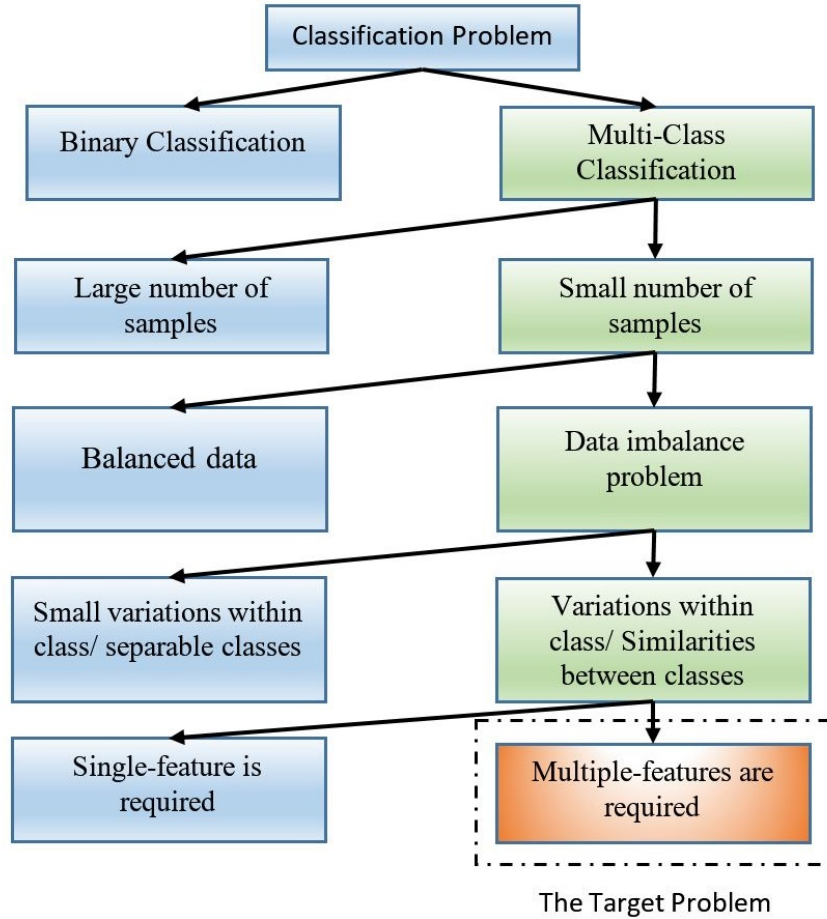 Classification Problem
Binary Classification
Multi-Class
Classification
Large number of
samples
Small number of
samples
Balanced data
Data imbalance
problem
Small variations within
class/ separable classes
Variations within
class/ Similarities
between classes
Single-feature is
required
Multiple-features are
required
The Target Problem